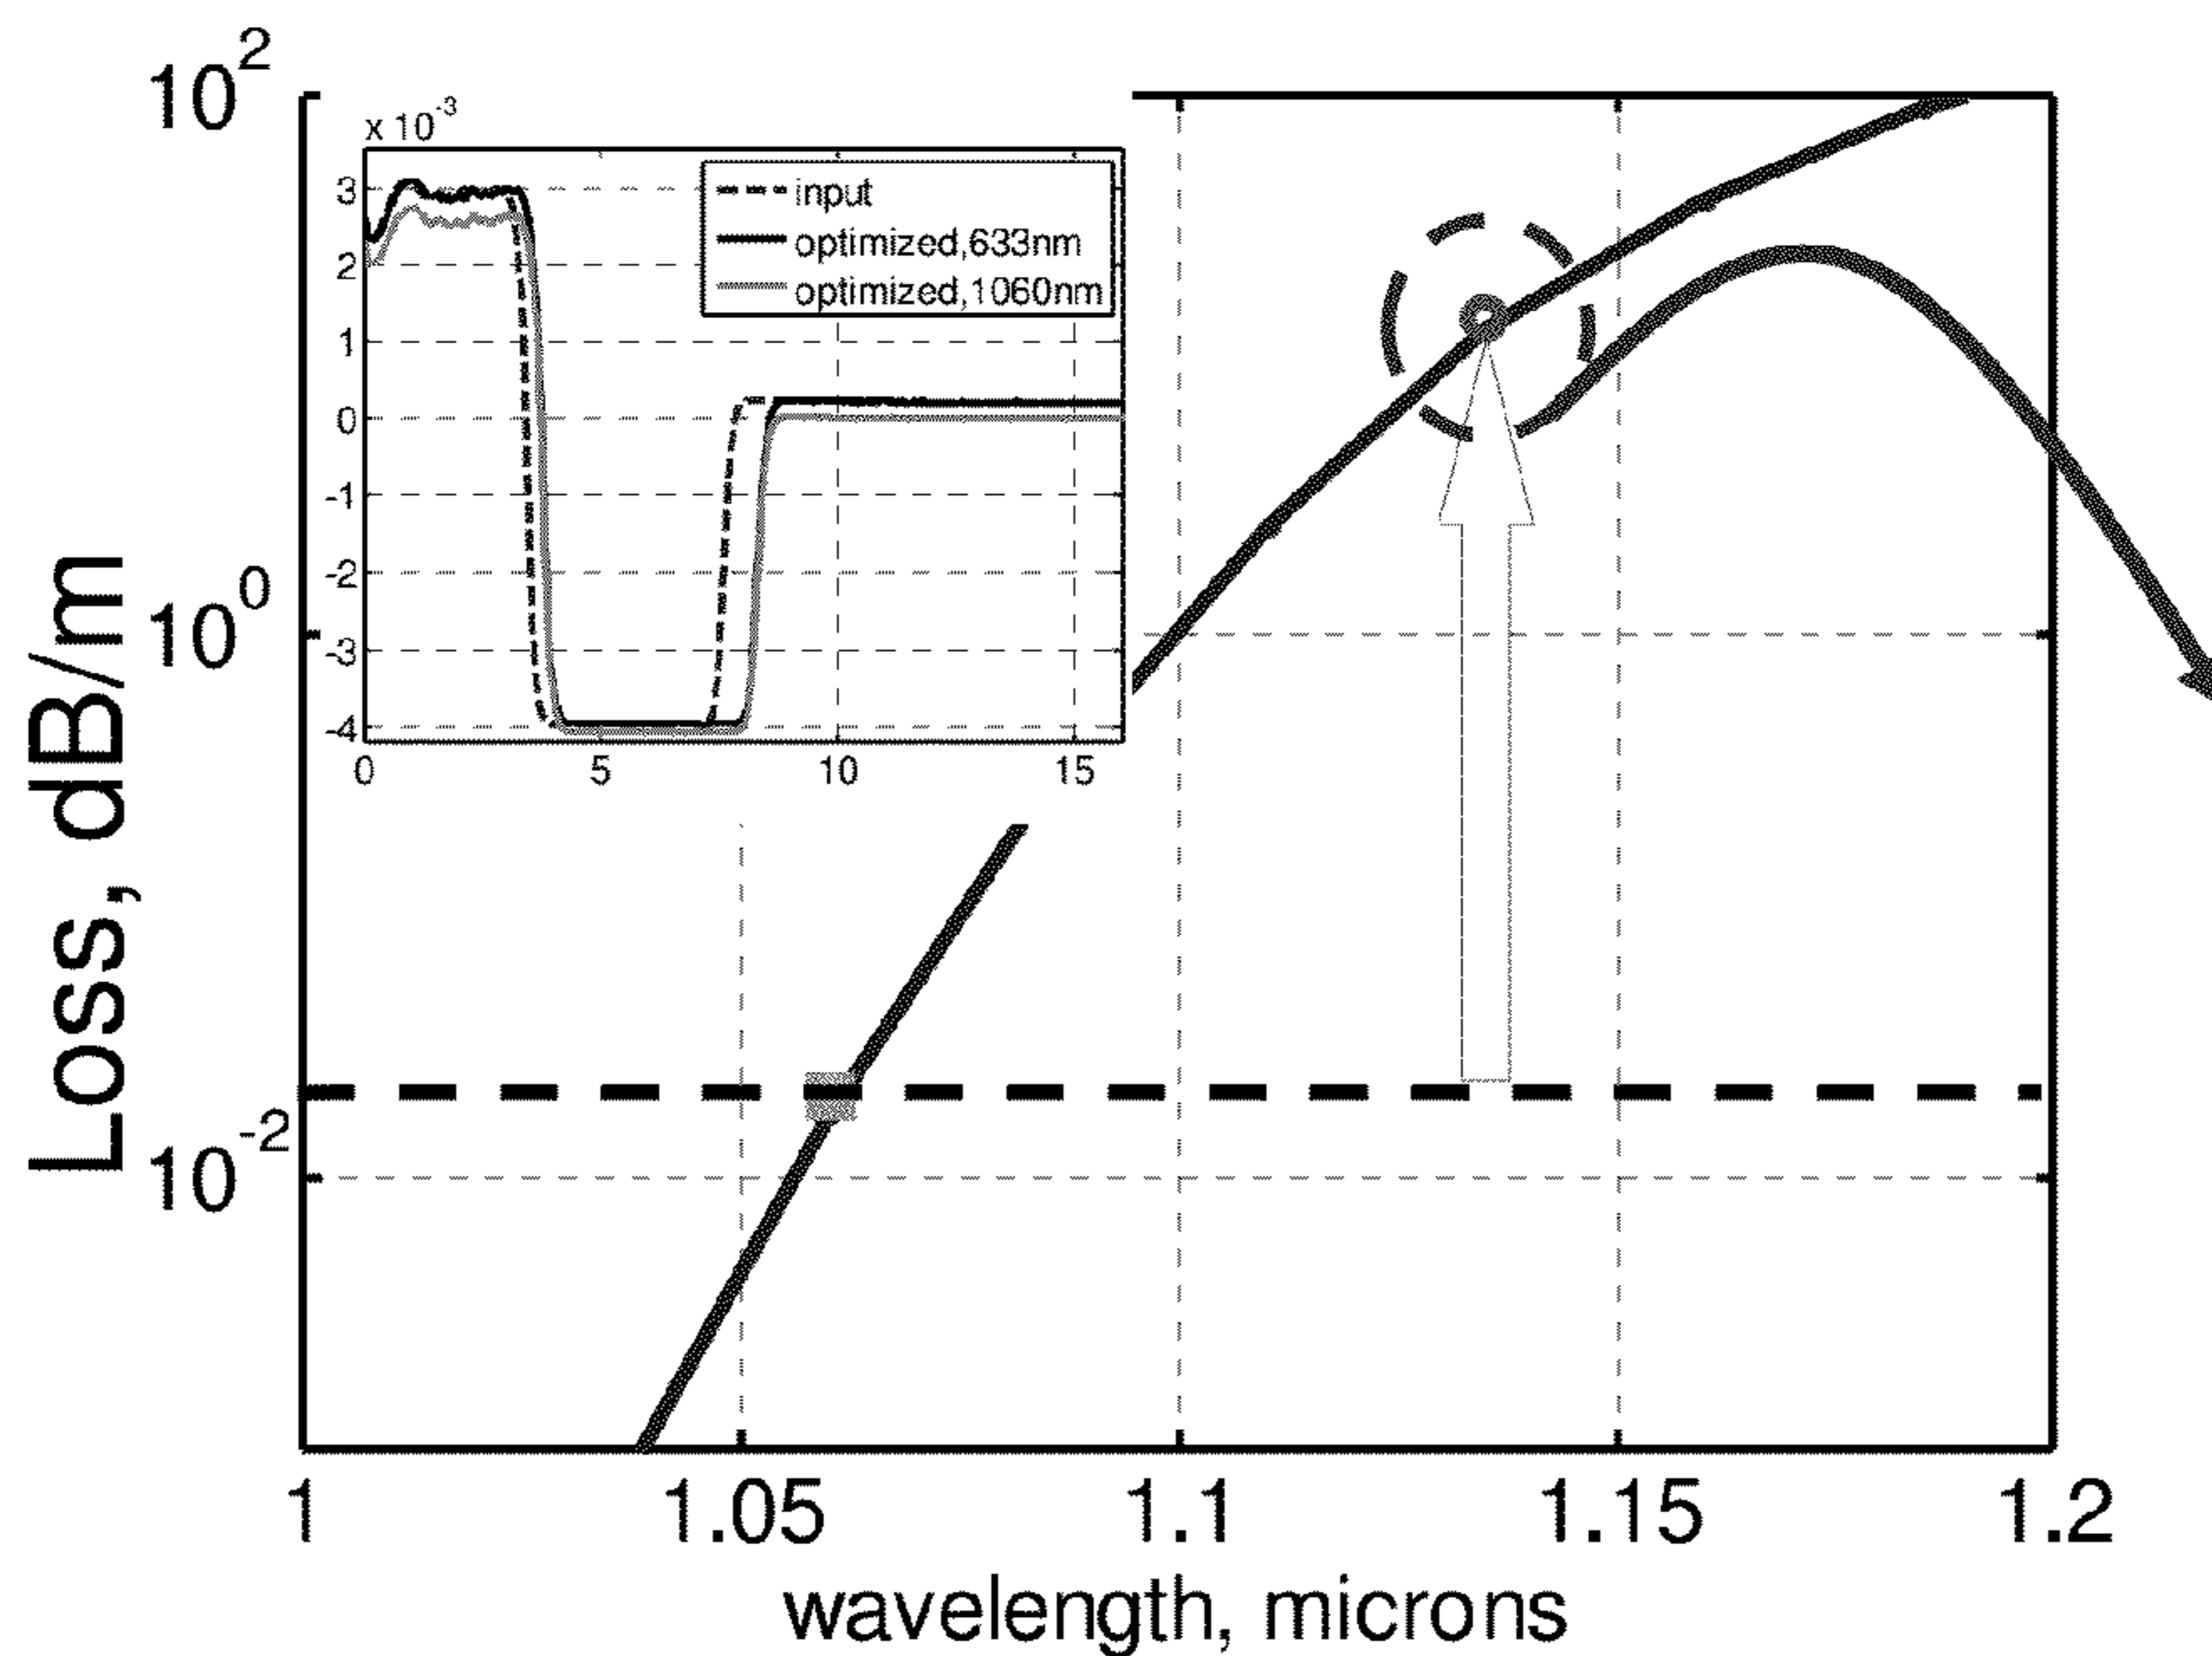 10^2
x 10^-3
3
2
1
0
-1
-2
-3
-4
0 5 10 15
input
optimized,633nm
optimized,1060nm
Loss, dB/m
10^0
10^-2
1 1.05 1.1 1.15 1.2
wavelength, microns